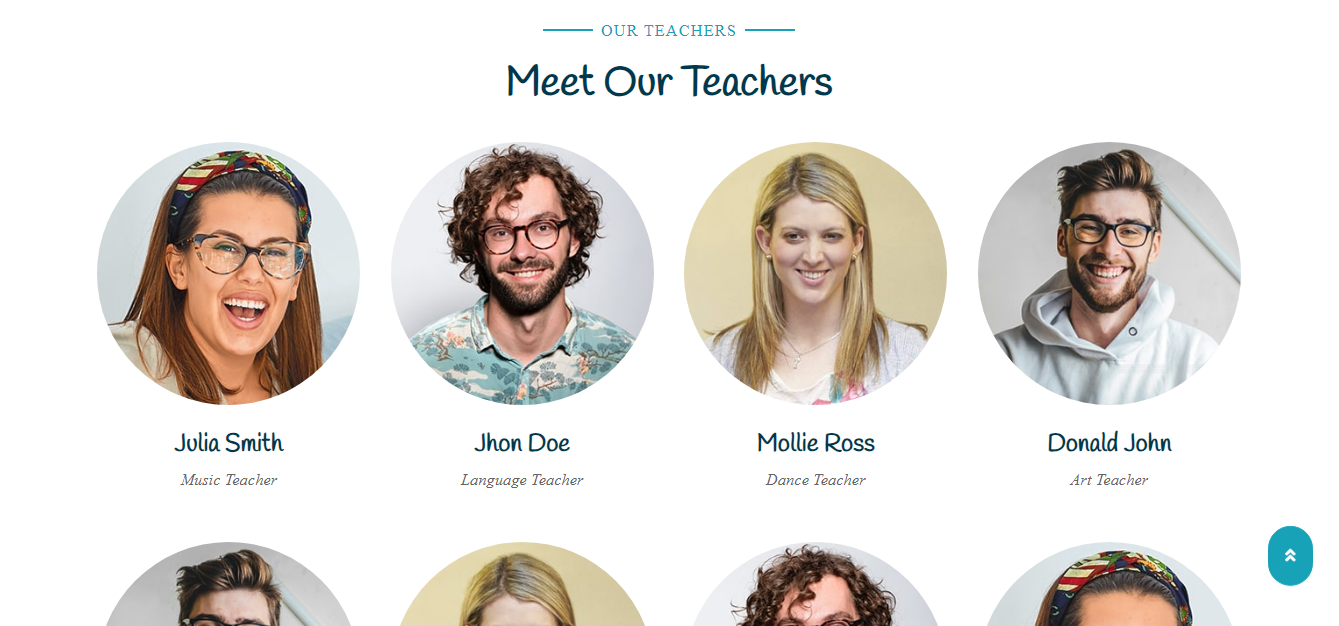 OUR TEACHERS
Meet Our Teachers
Julia Smith
Jhon Doe
Mollie Ross
Donald John
Music Teacher
Language Teacher
Dance Teacher
Art Teacher